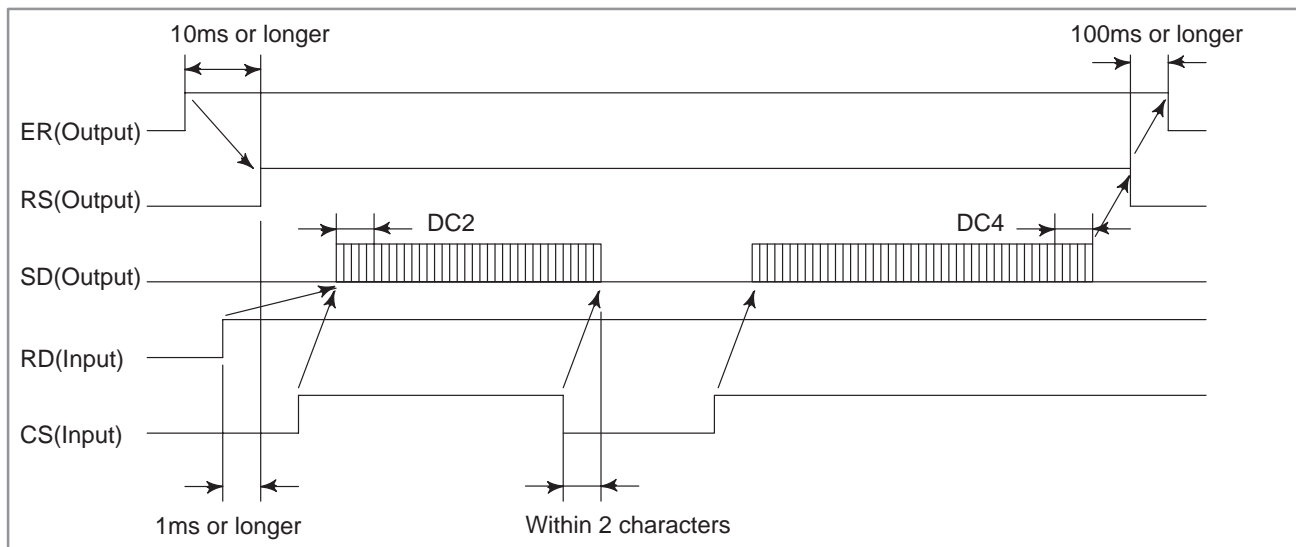 10ms or longer
100ms or longer
ER(Output)
RS(Output)
DC2
DC4
SD(Output)
RD(Input)
CS(Input)
1ms or longer
Within 2 characters